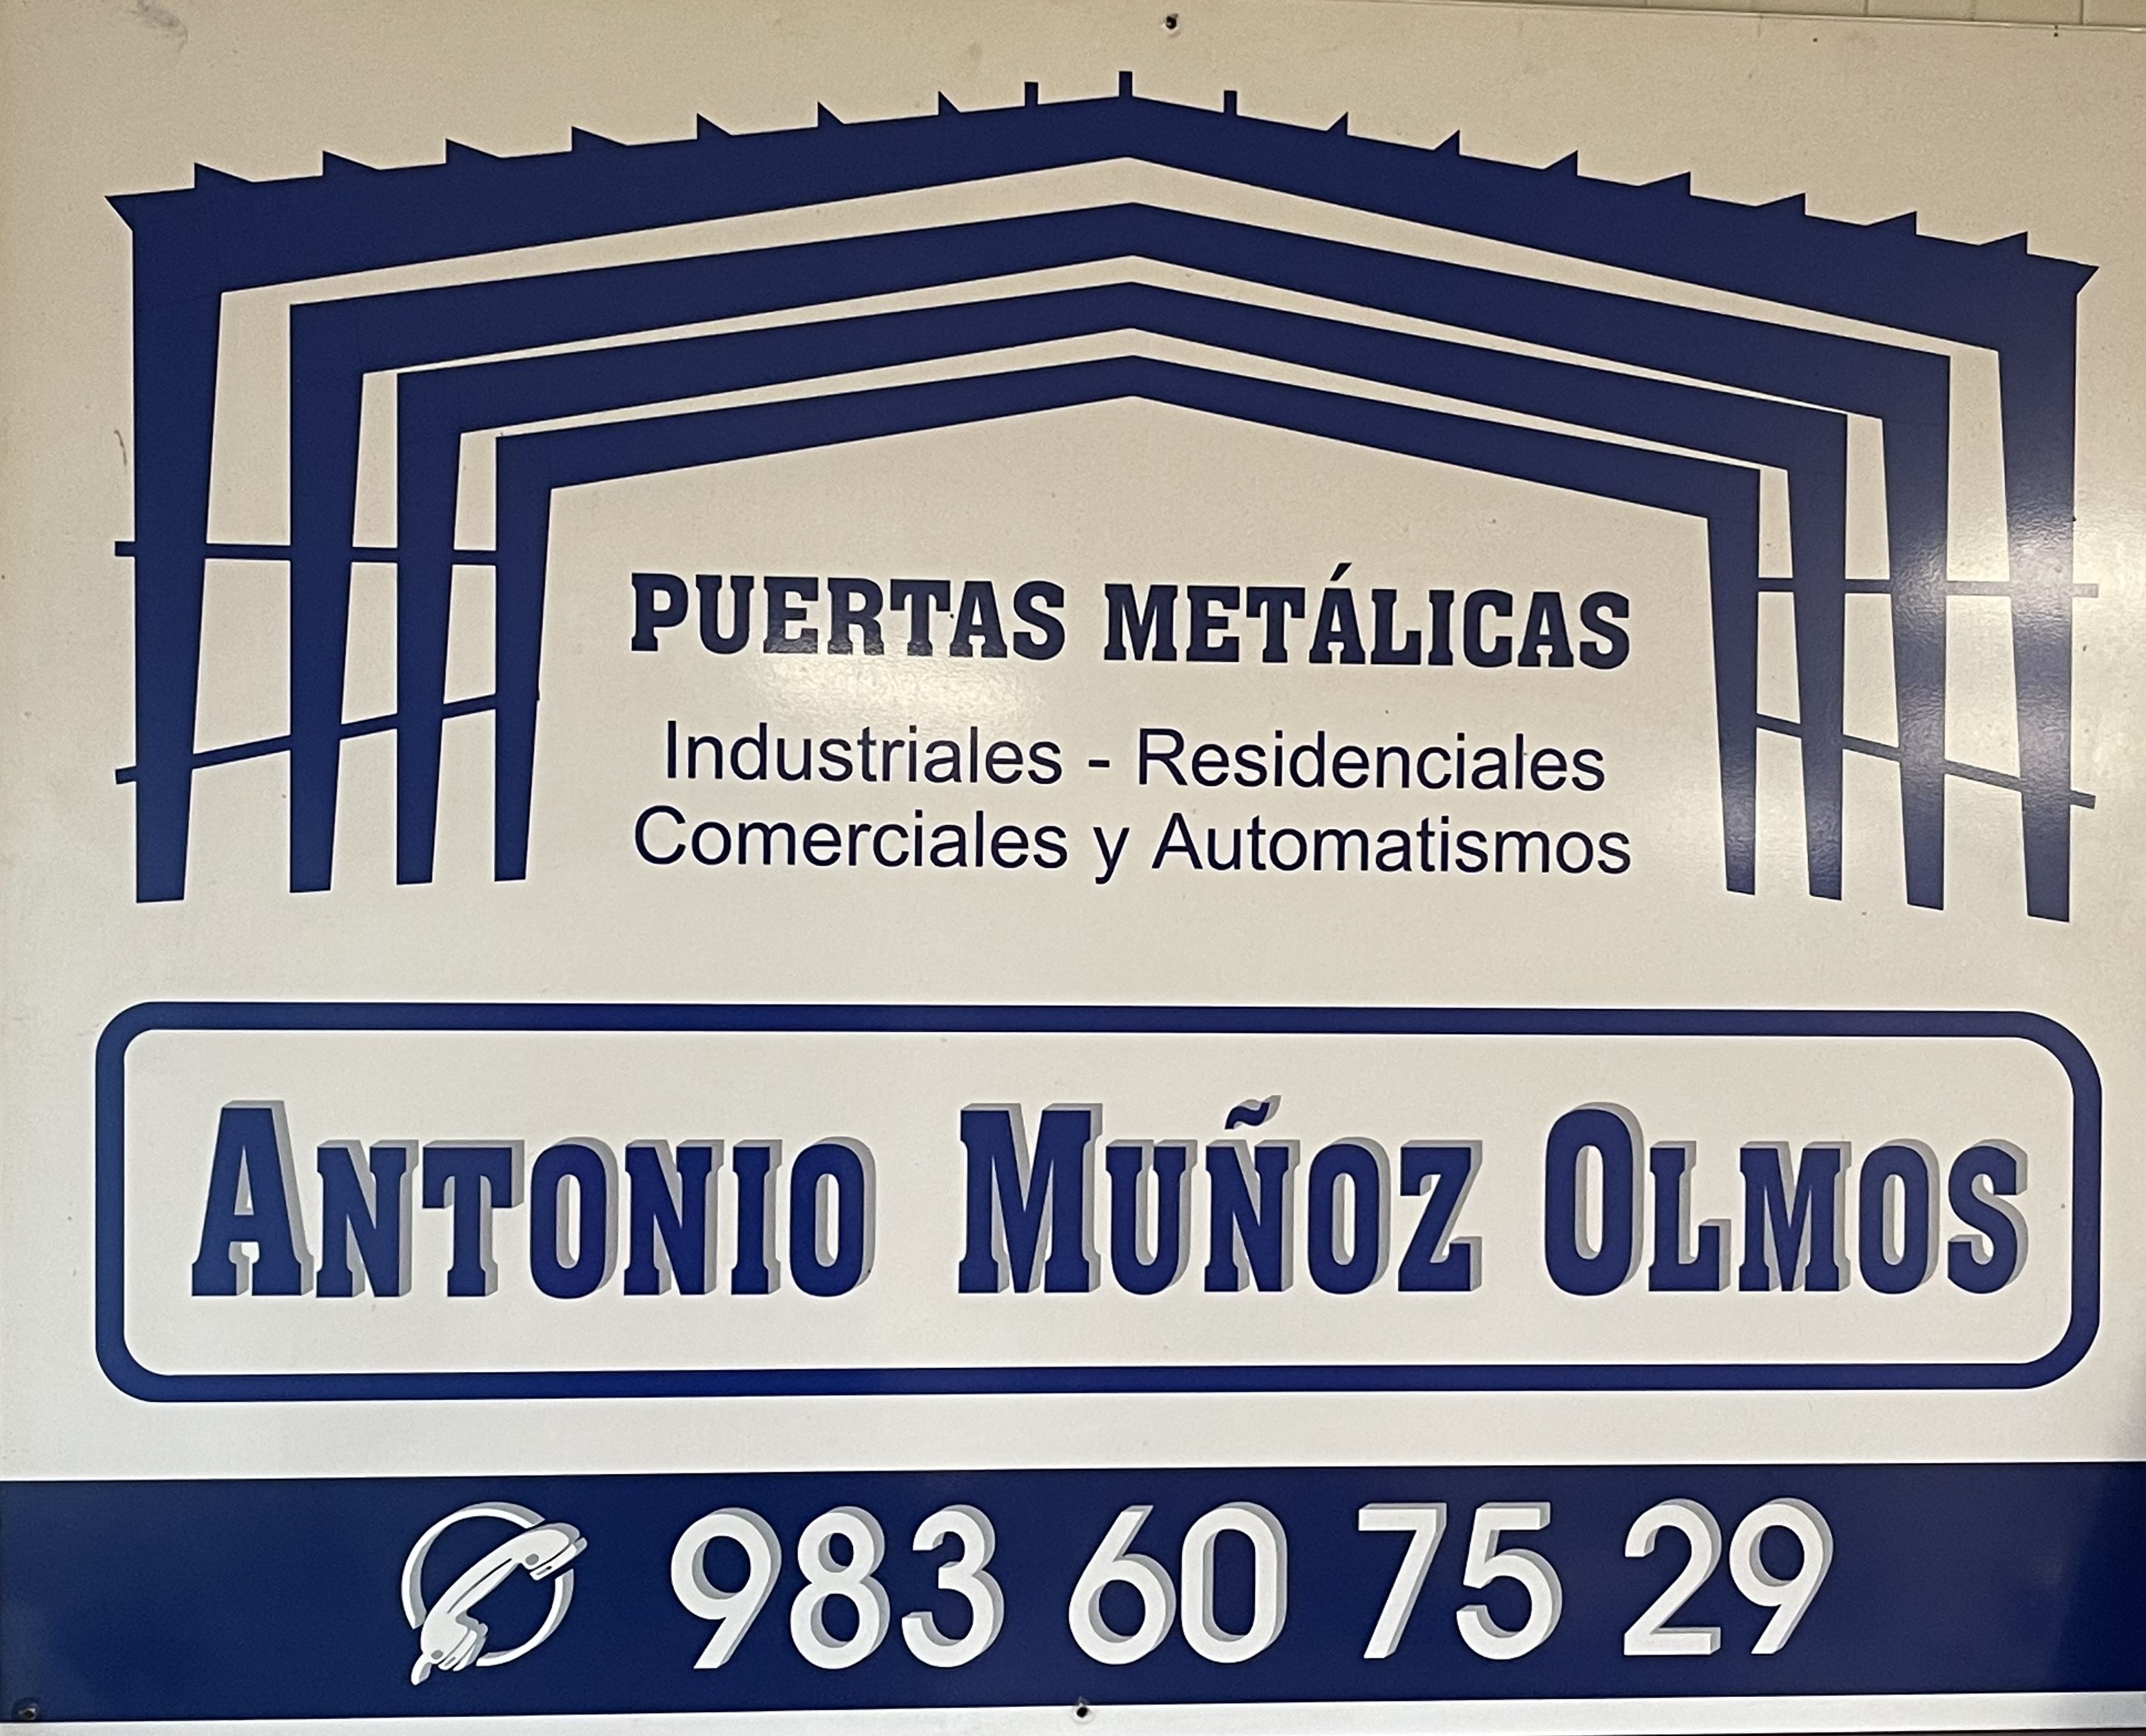 PUERTAS METÁLICAS
Industriales - Residenciales
Comerciales y Automatismos
ANTONIO MUÑOZ OLMOS
983 60 75 29